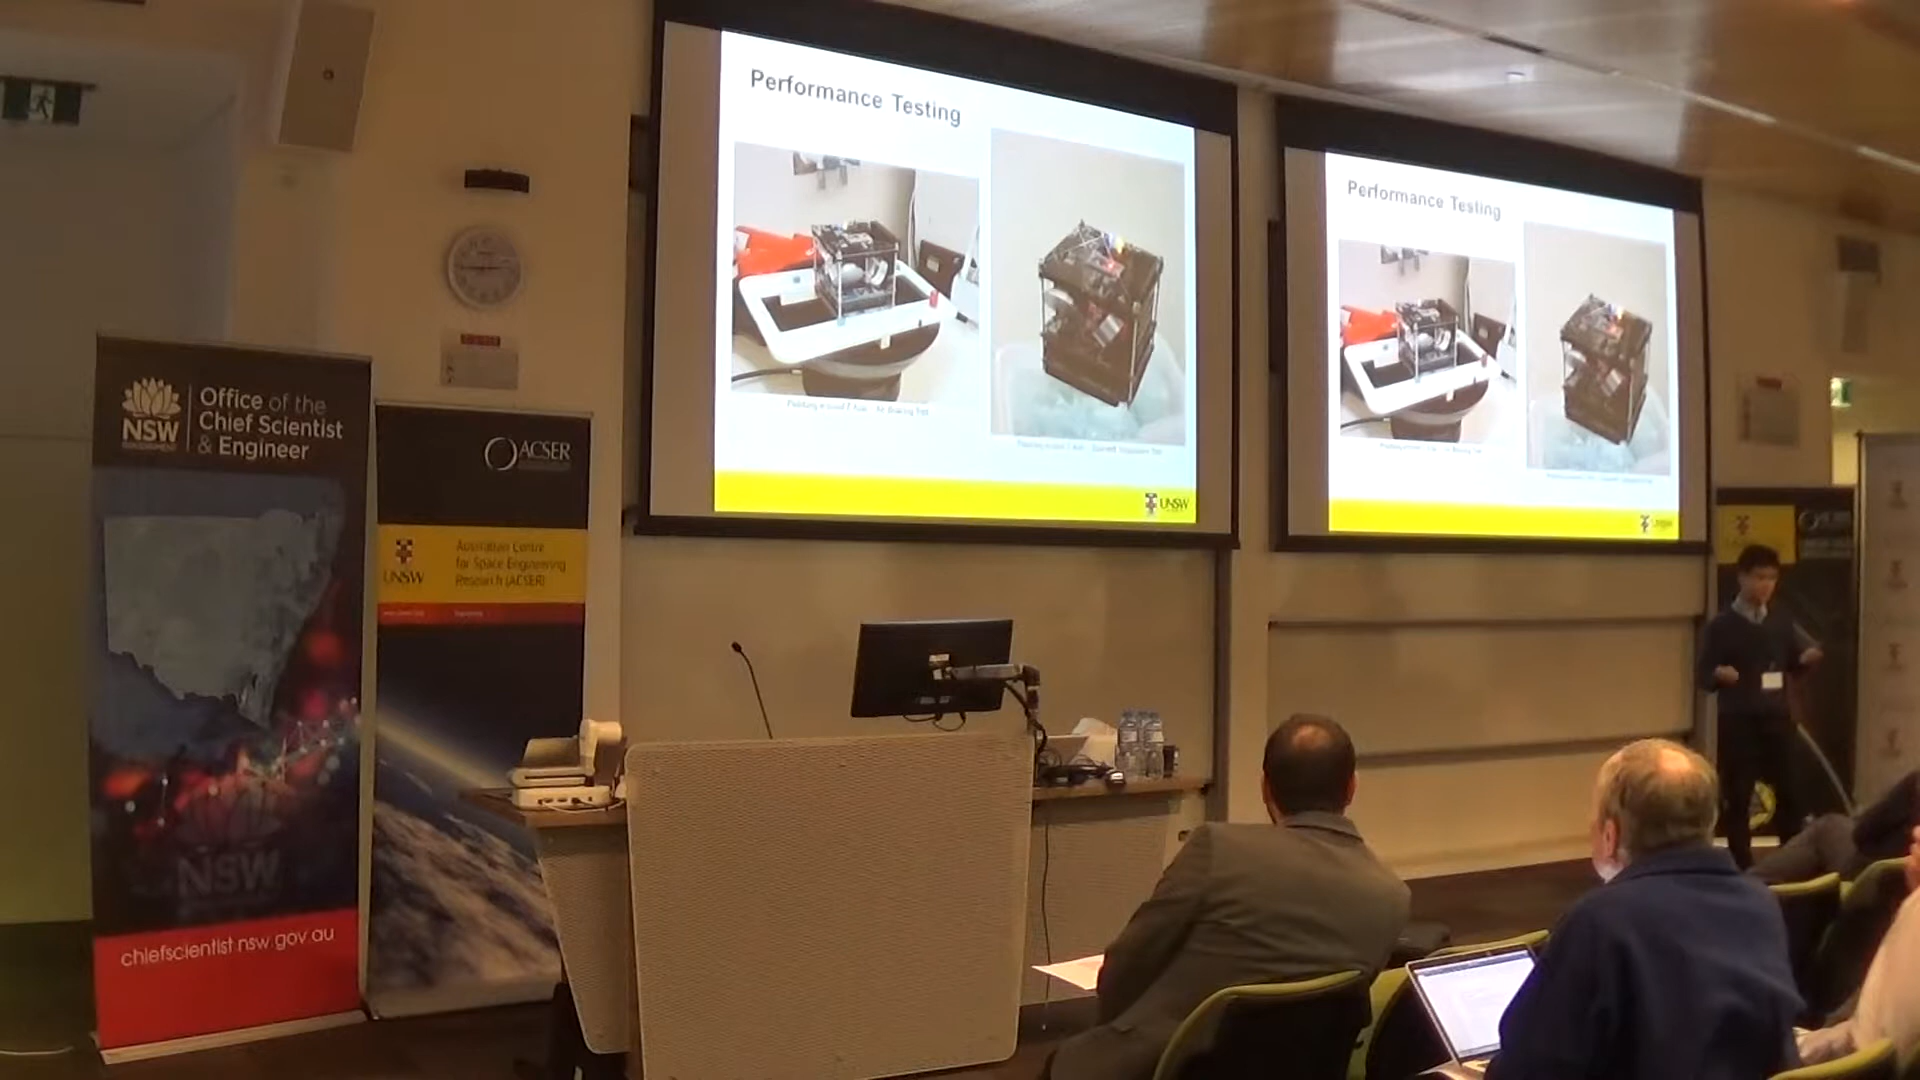 Performance Testing
UNSW
Performance Testing
NSW
Office of the
Chief Scientist
& Engineer
NSW
chiefscientist.nsw.gov.au
ACSER
UNSW
Australian Centre
for Space Engineering
Research (ACSER)